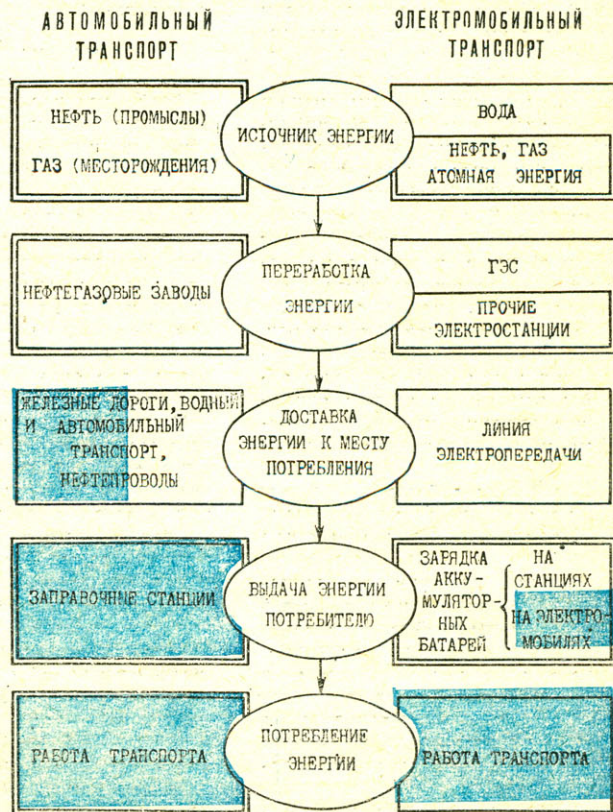 АВТОМОБИЛЬНЫЙ
ТРАНСПОРТ
ЭЛЕКТРОМОБИЛЬНЫЙ
ТРАНСПОРТ
НЕФТЬ (ПРОМЫСЛЫ)
ГАЗ (МЕСТОРОЖДЕНИЯ)
ИСТОЧНИК ЭНЕРГИИ
ВОДА
НЕФТЬ, ГАЗ
АТОМНАЯ ЭНЕРГИЯ
НЕФТЕГАЗОВЫЕ ЗАВОДЫ
ПЕРЕРАБОТКА
ЭНЕРГИИ
ГЭС
ПРОЧИЕ
ЭЛЕКТРОСТАНЦИИ
ЖЕЛЕЗНЫЕ ДОРОГИ, ВОДНЫЙ
И АВТОМОБИЛЬНЫЙ
ТРАНСПОРТ,
НЕФТЕПРОВОДЫ
ДОСТАВКА
ЭНЕРГИИ К МЕСТУ
ПОТРЕБЛЕНИЯ
ЛИНИЯ
ЭЛЕКТРОПЕРЕДАЧИ
ЗАПРАВОЧНЫЕ СТАНЦИИ
ВЫДАЧА ЭНЕРГИИ
ПОТРЕБИТЕЛЮ
ЗАРЯДКА
АККУ-
МУЛЯТОР-
НЫХ
БАТАРЕЙ
НА
СТАНЦИЯХ
НА ЭЛЕКТРО-
МОБИЛЯХ
РАБОТА ТРАНСПОРТА
ПОТРЕБЛЕНИЕ
ЭНЕРГИИ
РАБОТА ТРАНСПОРТА